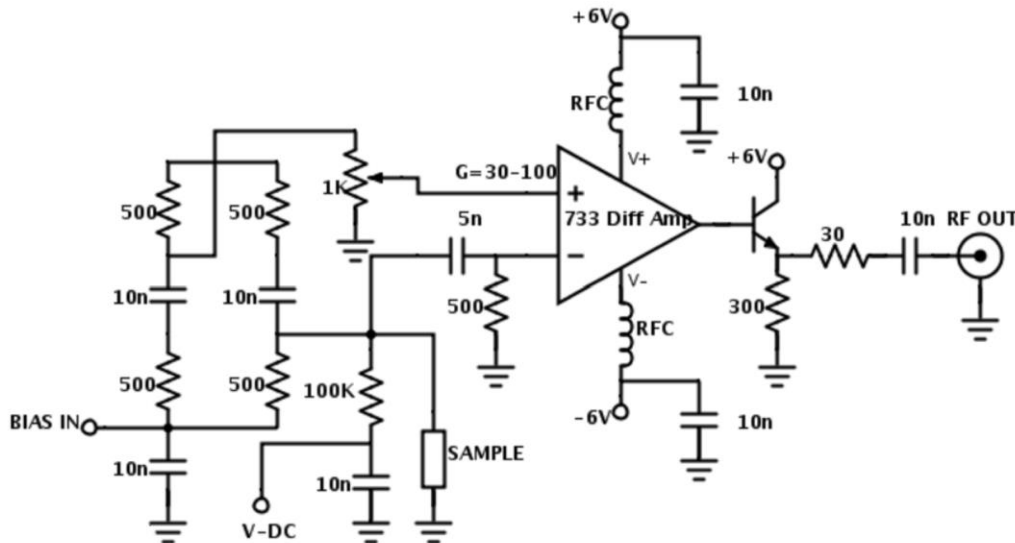 +6V
RFC
10n
V+
+6V
1K
G=30-100
500
500
5n
733 Diff Amp
10n RF OUT
30
10n
10n
500
V-
300
RFC
500
500
100K
-6V
10n
BIAS IN
10n
10n
SAMPLE
V-DC